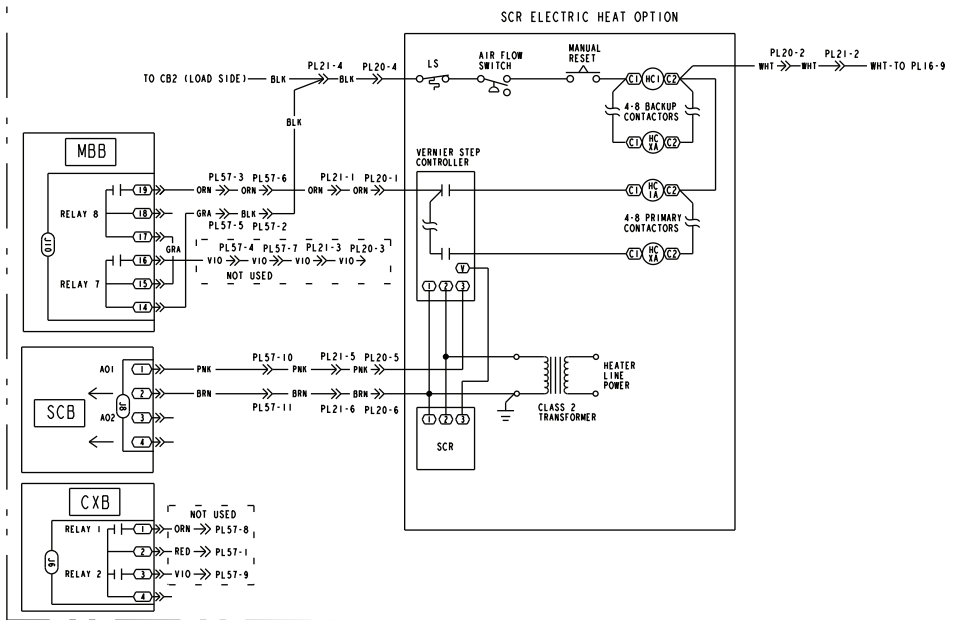 SCR ELECTRIC HEAT OPTION
TO CB2 (LOAD SIDE) BLK PL21-4 BLK PL20-4
LS
AIR FLOW
SWITCH
MANUAL
RESET
C1 HC1 C2
PL20-2 PL21-2
WHT WHT WHT-TO PL16-9
4-8 BACKUP
CONTACTORS
C1 HC
XA C2
BLK
MBB
J10
RELAY 8
19
18
17
16
RELAY 7
15
14
GRA
PL57-3 PL57-6 PL21-1 PL20-1
ORN ORN ORN ORN
GRA BLK
PL57-5 PL57-2
PL57-4 PL57-7 PL21-3 PL20-3
VIO VIO VIO VIO
NOT USED
VERNIER STEP
CONTROLLER
V
1 2 3
C1 HC
1A C2
4-8 PRIMARY
CONTACTORS
C1 HC
XA C2
SCB
J8
AO1
AO2
1
2
3
4
PL57-10 PL21-5 PL20-5
PNK PNK PNK
BRN BRN BRN
PL57-11 PL21-6 PL20-6
HEATER
LINE
POWER
CLASS 2
TRANSFORMER
1 2 3
SCR
CXB
J6
RELAY 1
RELAY 2
1
2
3
4
NOT USED
ORN PL57-8
RED PL57-1
VIO PL57-9